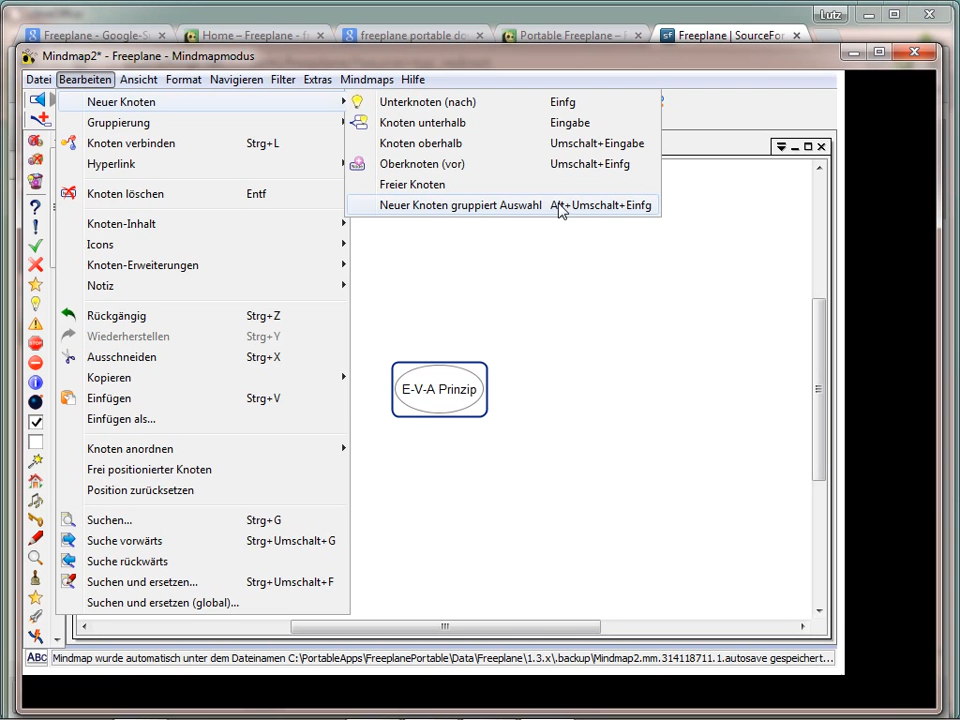 Lutz
Freeplane - Google-S
Home – Freeplane - f
freeplane portable do
Portable Freeplane –
Freeplane | SourceFor
Mindmap2* - Freeplane - Mindmapmodus
Datei Bearbeiten Ansicht Format Navigieren Filter Extras Mindmaps Hilfe
Neuer Knoten
Gruppierung
Knoten verbinden Strg+L
Hyperlink
Knoten löschen Entf
Knoten-Inhalt
Icons
Knoten-Erweiterungen
Notiz
Rückgängig Strg+Z
Wiederherstellen Strg+Y
Ausschneiden Strg+X
Kopieren
Einfügen Strg+V
Einfügen als...
Knoten anordnen
Frei positionierter Knoten
Position zurücksetzen
Suchen... Strg+G
Suche vorwärts Strg+Umschalt+G
Suche rückwärts
Suchen und ersetzen... Strg+Umschalt+F
Suchen und ersetzen (global)...
Unterknoten (nach) Einfg
Knoten unterhalb Eingabe
Knoten oberhalb Umschalt+Eingabe
Oberknoten (vor) Umschalt+Einfg
Freier Knoten
Neuer Knoten gruppiert Auswahl Alt+Umschalt+Einfg
E-V-A Prinzip
STOP
ABC Mindmap wurde automatisch unter dem Dateinamen C:\PortableApps\FreeplanePortable\Data\Freeplane\1.3.x\.backup\Mindmap2.mm.314118711.1.autosave gespeichert...